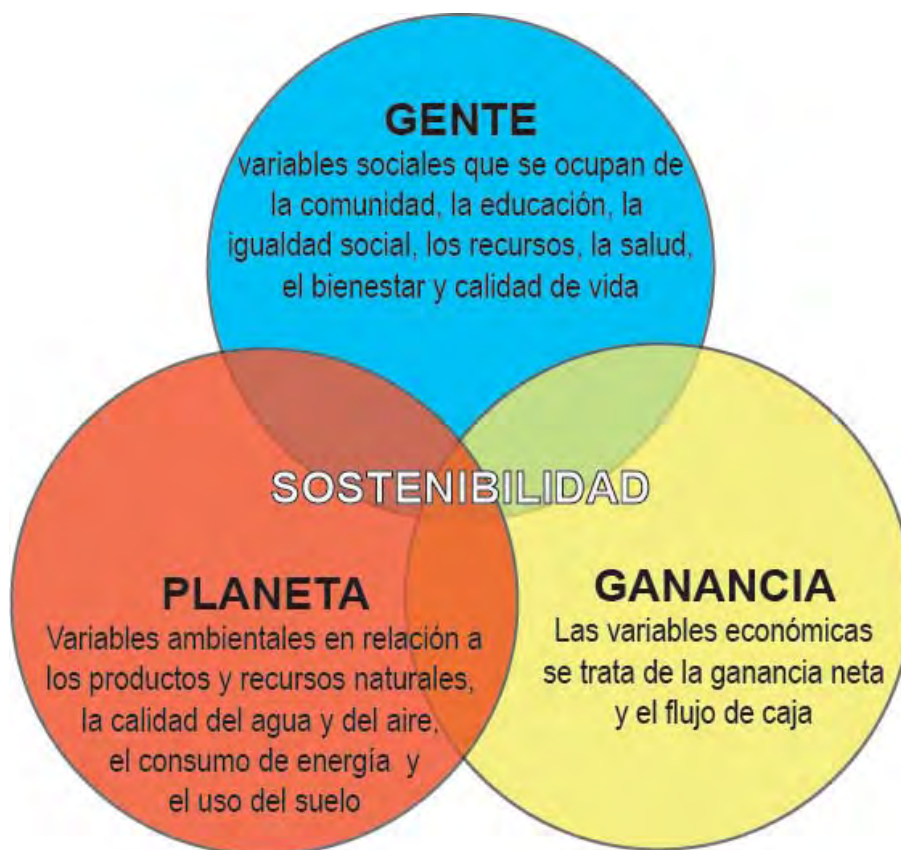 GENTE
variables sociales que se ocupan de
la comunidad, la educación, la
igualdad social, los recursos, la salud,
el bienestar y calidad de vida
SOSTENIBILIDAD
PLANETA
Variables ambientales en relación a
los productos y recursos naturales,
la calidad del agua y del aire,
el consumo de energía y
el uso del suelo
GANANCIA
Las variables económicas
se trata de la ganancia neta
y el flujo de caja